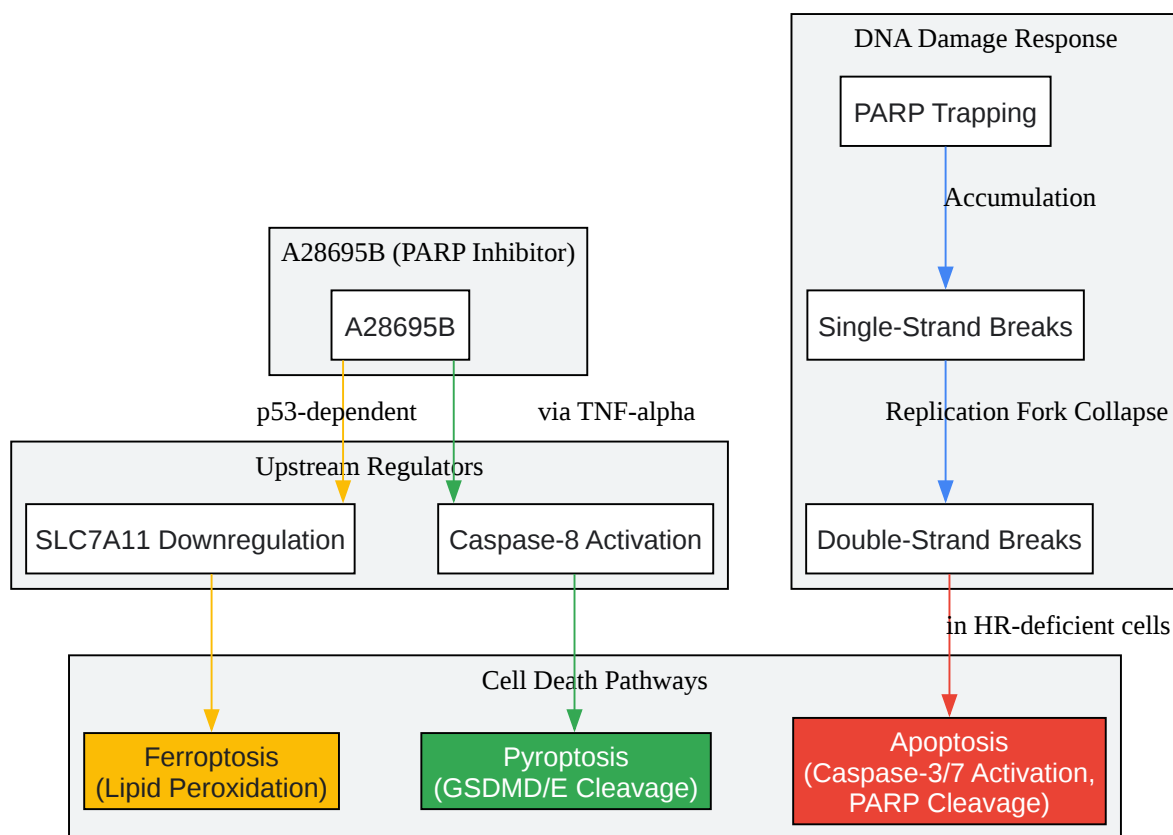 DNA Damage Response
PARP Trapping
Accumulation
A28695B (PARP Inhibitor)
A28695B
Single-Strand Breaks
p53-dependent
via TNF-alpha
Replication Fork Collapse
Upstream Regulators
SLC7A11 Downregulation
Caspase-8 Activation
Double-Strand Breaks
in HR-deficient cells
Cell Death Pathways
Ferroptosis
(Lipid Peroxidation)
Pyroptosis
(GSDMD/E Cleavage)
Apoptosis
(Caspase-3/7 Activation,
PARP Cleavage)